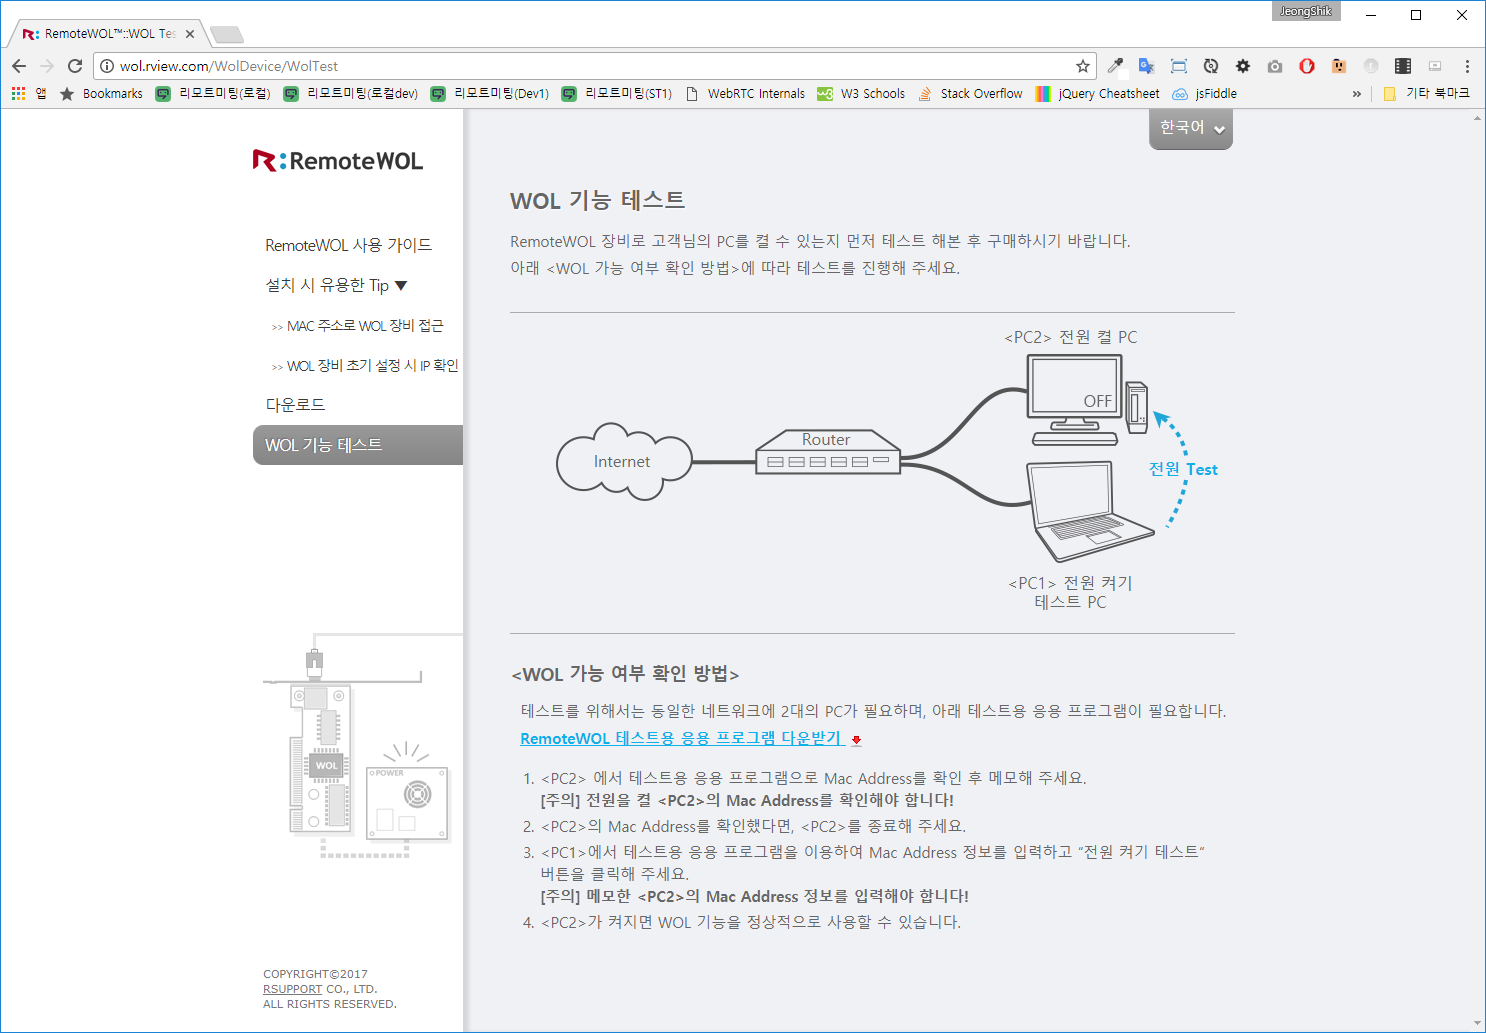 JeongShik
RemoteWOL™::WOL Tes
wol.rview.com/WolDevice/WolTest
앱 Bookmarks 리모트미팅(로컬) 리모트미팅(로컬dev) 리모트미팅(Dev1) 리모트미팅(ST1) WebRTC Internals W3 Schools Stack Overflow jQuery Cheatsheet jsFiddle » 기타 북마크
한국어
R:RemoteWOL
RemoteWOL 사용 가이드
설치 시 유용한 Tip ▼
>> MAC 주소로 WOL 장비 접근
>> WOL 장비 초기 설정 시 IP 확인
다운로드
WOL 기능 테스트
WOL
POWER
COPYRIGHT©2017
RSUPPORT CO., LTD.
ALL RIGHTS RESERVED.
WOL 기능 테스트
RemoteWOL 장비로 고객님의 PC를 켤 수 있는지 먼저 테스트 해본 후 구매하시기 바랍니다.
아래 <WOL 가능 여부 확인 방법>에 따라 테스트를 진행해 주세요.
<PC2> 전원 켤 PC
OFF
Router
Internet
전원 Test
<PC1> 전원 켜기
테스트 PC
<WOL 가능 여부 확인 방법>
테스트를 위해서는 동일한 네트워크에 2대의 PC가 필요하며, 아래 테스트용 응용 프로그램이 필요합니다.
RemoteWOL 테스트용 응용 프로그램 다운받기
1. <PC2> 에서 테스트용 응용 프로그램으로 Mac Address를 확인 후 메모해 주세요.
[주의] 전원을 켤 <PC2>의 Mac Address를 확인해야 합니다!
2. <PC2>의 Mac Address를 확인했다면, <PC2>를 종료해 주세요.
3. <PC1>에서 테스트용 응용 프로그램을 이용하여 Mac Address 정보를 입력하고 “전원 켜기 테스트“
버튼을 클릭해 주세요.
[주의] 메모한 <PC2>의 Mac Address 정보를 입력해야 합니다!
4. <PC2>가 켜지면 WOL 기능을 정상적으로 사용할 수 있습니다.